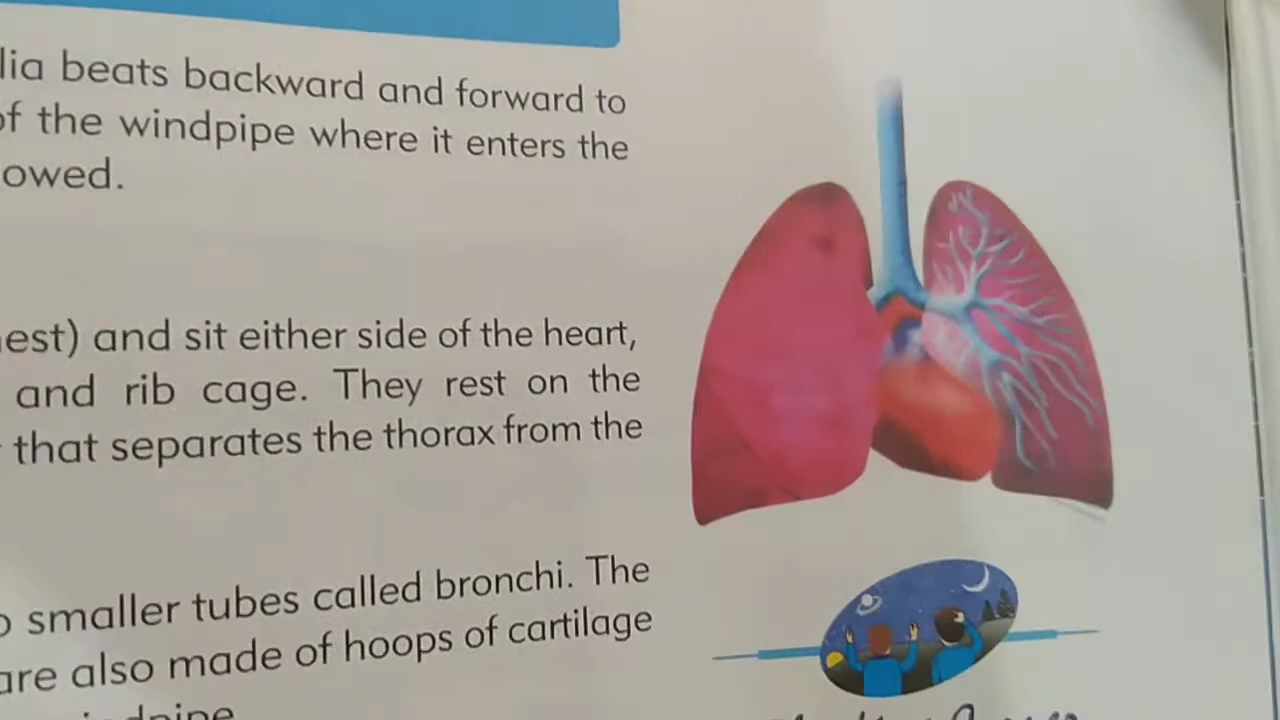 lia beats backward and forward to
of the windpipe where it enters the
owed.
est) and sit either side of the heart,
and rib cage. They rest on the
that separates the thorax from the
smaller tubes called bronchi. The
are also made of hoops of cartilage